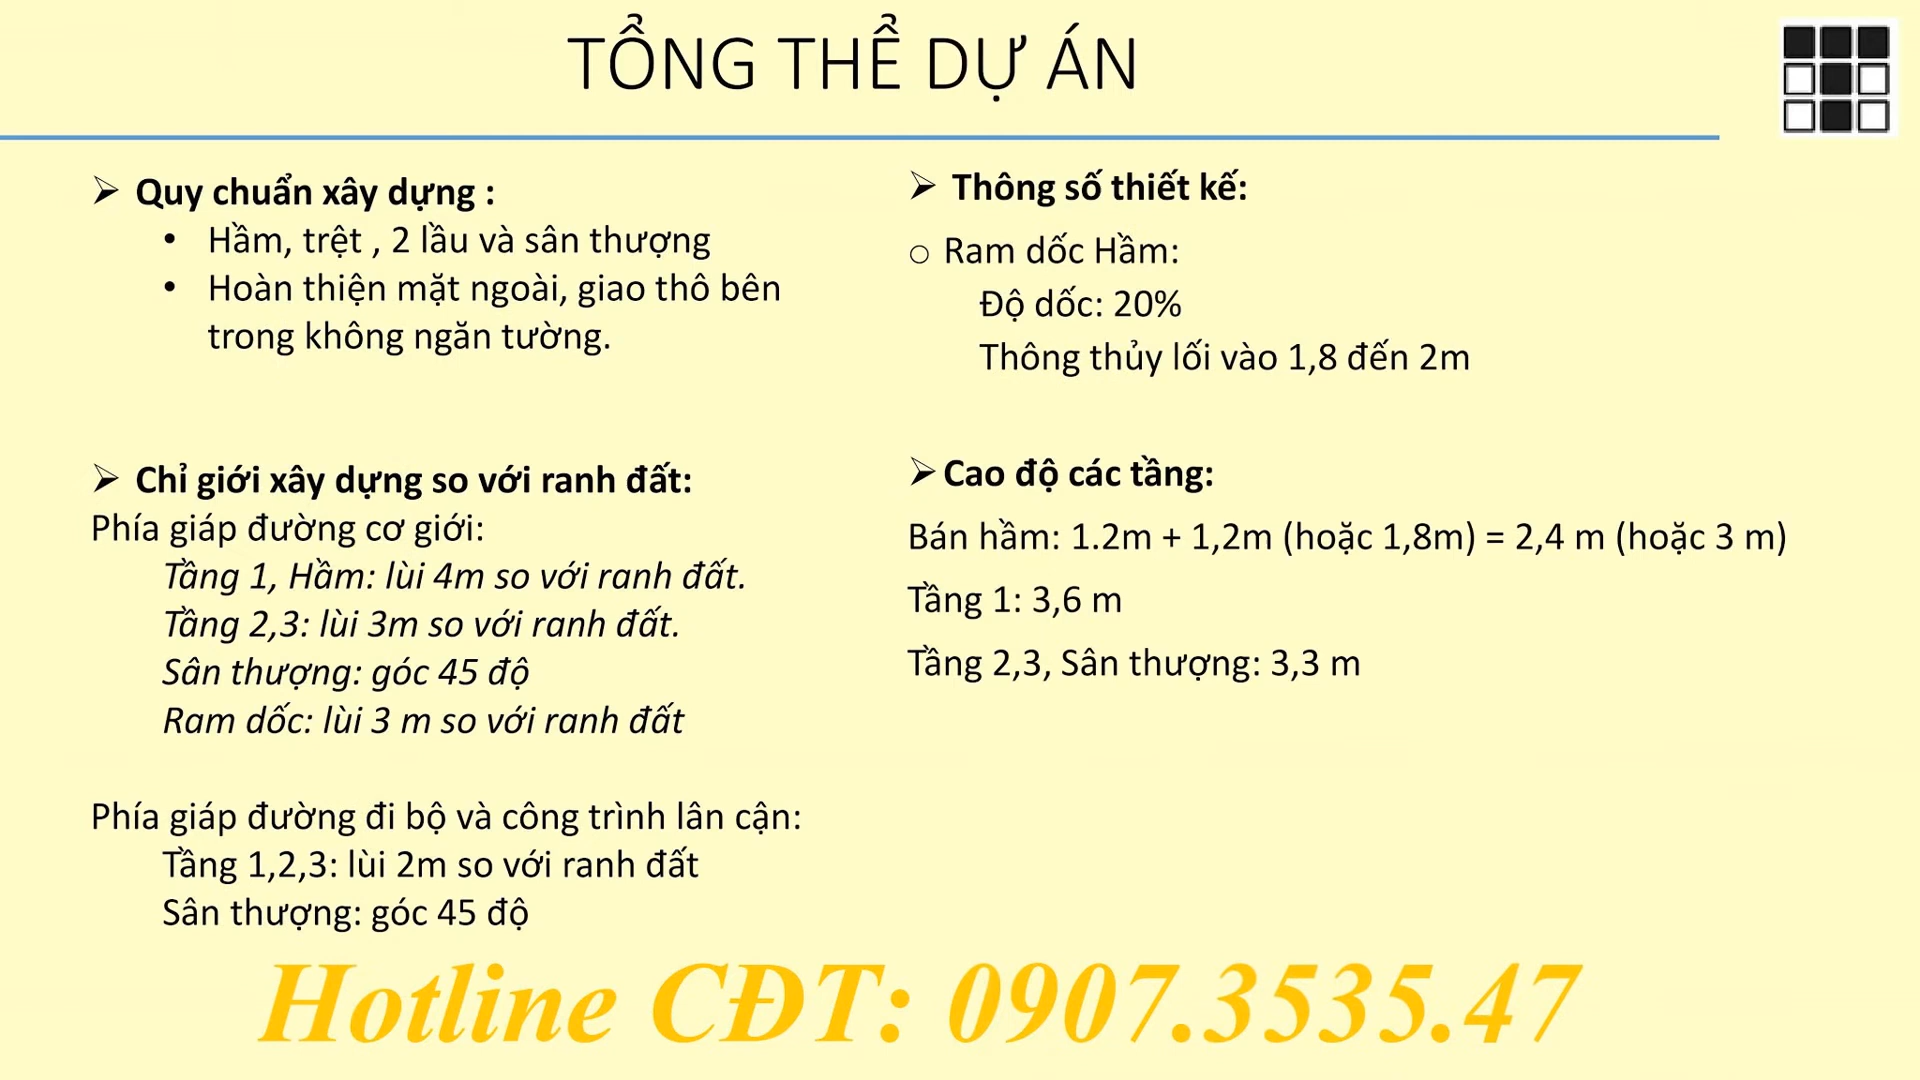 TỔNG THỂ DỰ ÁN
➢ Quy chuẩn xây dựng :
• Hầm, trệt , 2 lầu và sân thượng
• Hoàn thiện mặt ngoài, giao thô bên
trong không ngăn tường.
➢ Chỉ giới xây dựng so với ranh đất:
Phía giáp đường cơ giới:
Tầng 1, Hầm: lùi 4m so với ranh đất.
Tầng 2,3: lùi 3m so với ranh đất.
Sân thượng: góc 45 độ
Ram dốc: lùi 3 m so với ranh đất
Phía giáp đường đi bộ và công trình lân cận:
Tầng 1,2,3: lùi 2m so với ranh đất
Sân thượng: góc 45 độ
➢ Thông số thiết kế:
o Ram dốc Hầm:
Độ dốc: 20%
Thông thủy lối vào 1,8 đến 2m
➢ Cao độ các tầng:
Bán hầm: 1.2m + 1,2m (hoặc 1,8m) = 2,4 m (hoặc 3 m)
Tầng 1: 3,6 m
Tầng 2,3, Sân thượng: 3,3 m
Hotline CĐT: 0907.3535.47